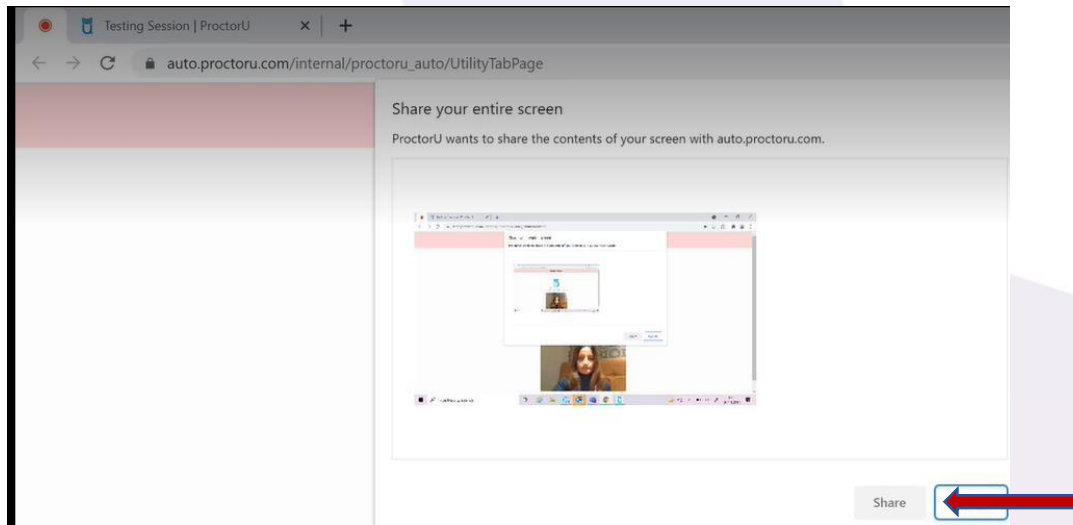 Testing Session | ProctorU
auto.proctoru.com/internal/proctoru_auto/UtilityTabPage
Share your entire screen
ProctorU wants to share the contents of your screen with auto.proctoru.com.
Share